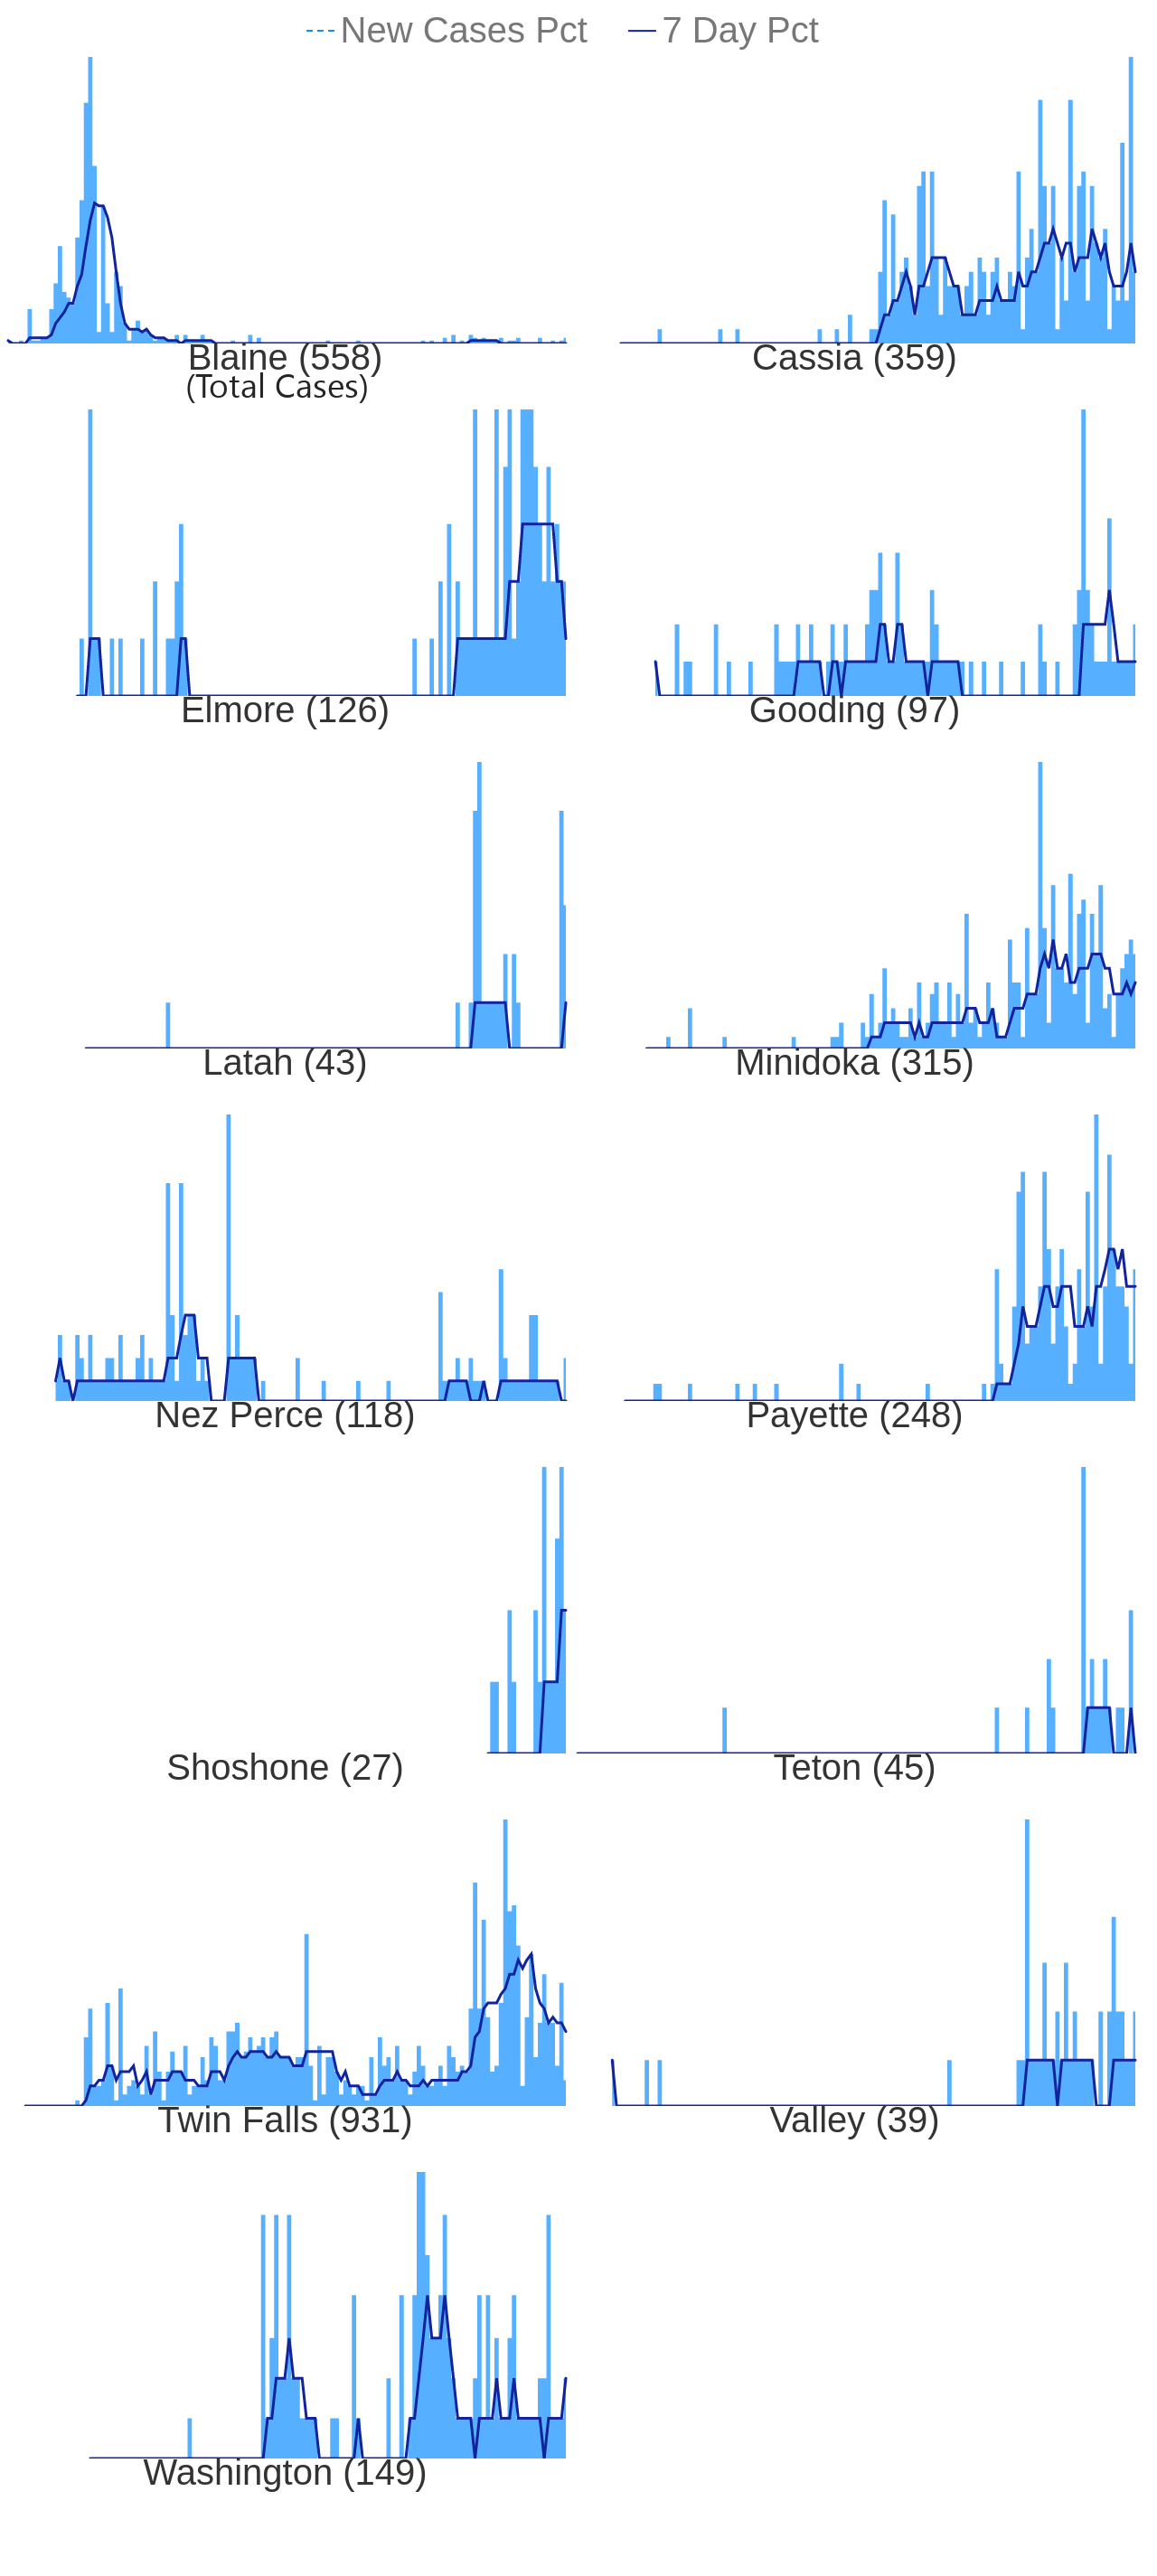 New Cases Pct 7 Day Pct
Blaine (558) Cassia (359)
(Total Cases)
Elmore (126) Gooding (97)
Latah (43) Minidoka (315)
Nez Perce (118) Payette (248)
Shoshone (27) Teton (45)
Twin Falls (931) Valley (39)
Washington (149)